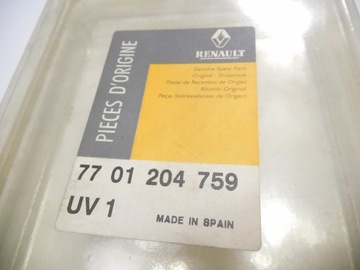 PIECES D'ORIGINE
RENAULT
Genuine Spare Parts
Original - Ersatzteile
Piezas de Recambio de Origen
Ricambi Originali
Peças Sobressalentes de Origem
77 01 204 759
UV 1
MADE IN SPAIN